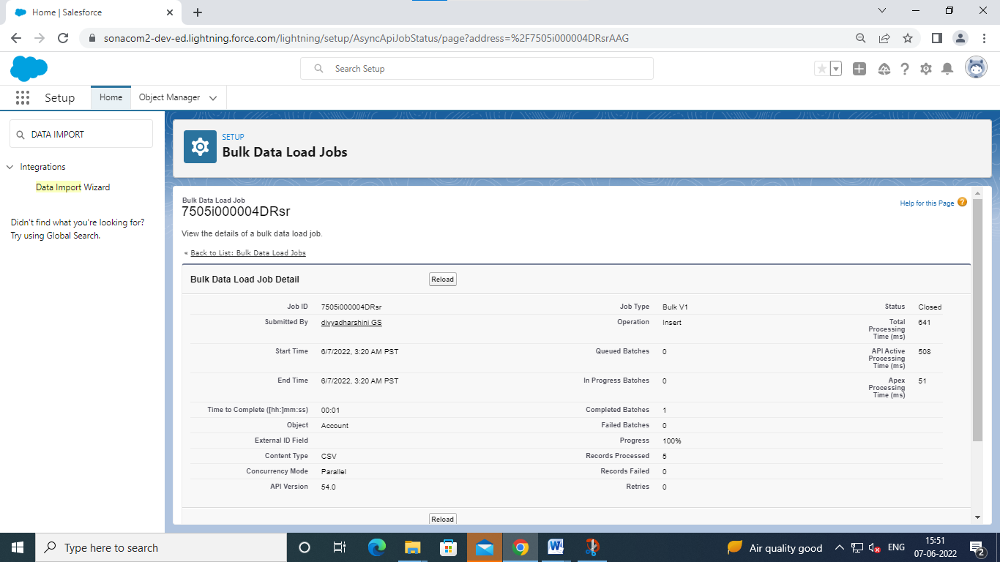 Home | Salesforce
sonacom2-dev-ed.lightning.force.com/lightning/setup/AsyncApiJobStatus/page?address=%2F7505i000004DRsrAAG
Search Setup
Setup
Home
Object Manager
DATA IMPORT
Integrations
Data Import Wizard
Didn't find what you're looking for?
Try using Global Search.
SETUP
Bulk Data Load Jobs
Bulk Data Load Job
7505i000004DRsr
Help for this Page
View the details of a bulk data load job.
« Back to List: Bulk Data Load Jobs
Bulk Data Load Job Detail
Reload
Job ID 7505i000004DRsr Job Type Bulk V1 Status Closed
Submitted By divyadharshini GS Operation Insert Total Processing Time (ms) 641
Start Time 6/7/2022, 3:20 AM PST Queued Batches 0 API Active Processing Time (ms) 508
End Time 6/7/2022, 3:20 AM PST In Progress Batches 0 Apex Processing Time (ms) 51
Time to Complete ([hh:]mm:ss) 00:01 Completed Batches 1
Object Account Failed Batches 0
External ID Field Progress 100%
Content Type CSV Records Processed 5
Concurrency Mode Parallel Records Failed 0
API Version 54.0 Retries 0
Reload
Type here to search
Air quality good
ENG
15:51
07-06-2022
2